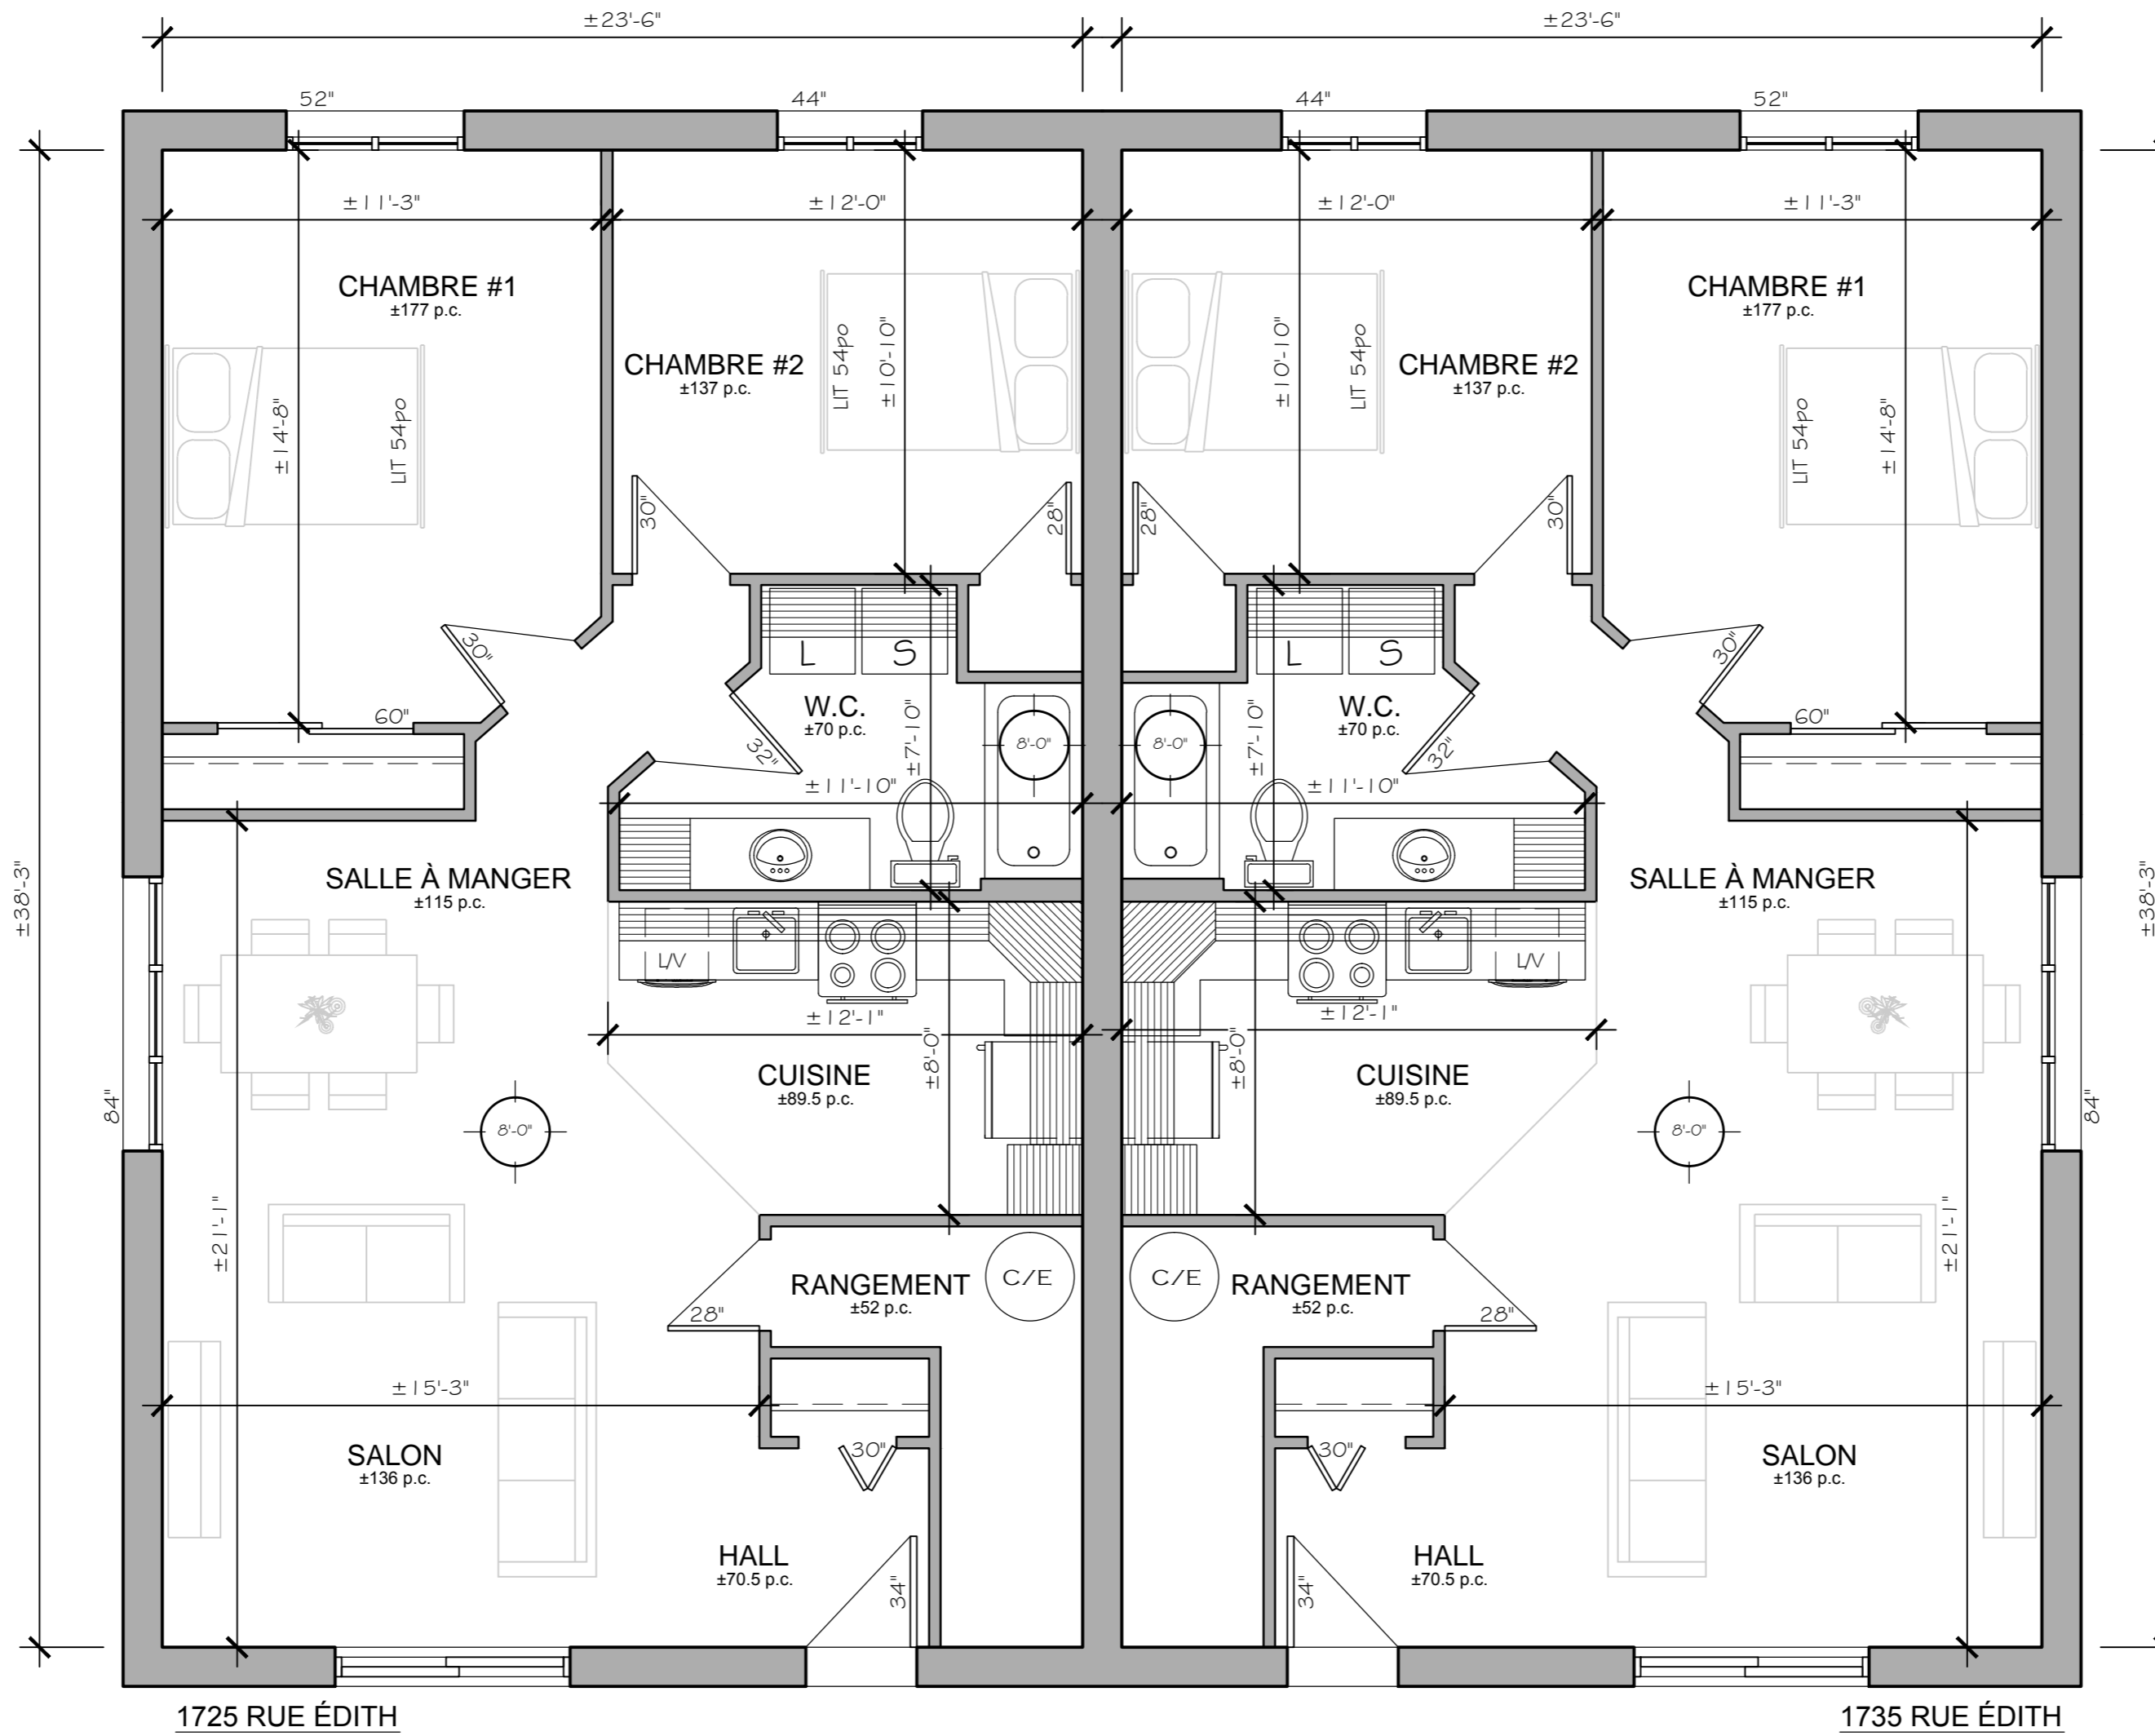 ±23'-6" ±23'-6"
52" 44" 44" 52"
±11'-3" ±12'-0" ±12'-0" ±11'-3"
CHAMBRE #1
±177 p.c.
CHAMBRE #2
±137 p.c.
CHAMBRE #2
±137 p.c.
CHAMBRE #1
±177 p.c.
±14'-8" LIT 54po LIT 54po ±10'-10" ±10'-10" LIT 54po LIT 54po ±14'-8"
30" 28" 28" 30"
30" L S L S 30"
60" W.C.
±70 p.c.
W.C.
±70 p.c.
60"
32" ±7'-10" 8'-0" 8'-0" ±7'-10" 32"
±11'-10" ±11'-10"
±38'-3" SALLE À MANGER
±115 p.c.
SALLE À MANGER
±115 p.c.
±38'-3"
L/V L/V
±12'-1" ±12'-1"
±8'-0" ±8'-0"
84" CUISINE
±89.5 p.c.
CUISINE
±89.5 p.c.
84"
8'-0" 8'-0"
±21'-1" ±21'-1"
RANGEMENT
±52 p.c.
C/E C/E
RANGEMENT
±52 p.c.
28" 28"
±15'-3" ±15'-3"
SALON
±136 p.c.
30" 30"
SALON
±136 p.c.
HALL
±70.5 p.c.
34" 34"
HALL
±70.5 p.c.
1725 RUE ÉDITH 1735 RUE ÉDITH